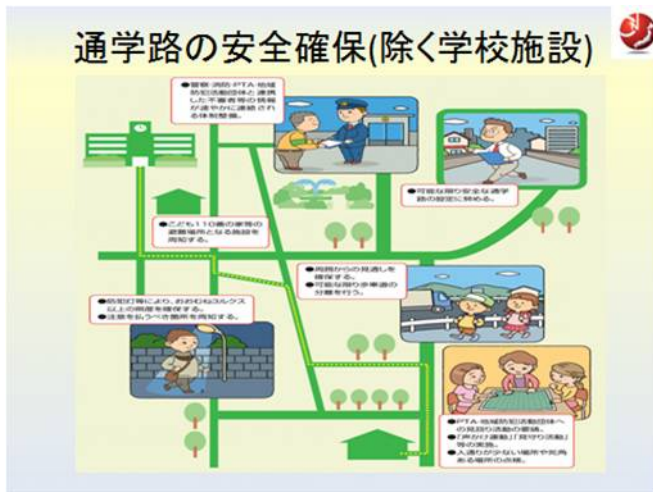 通学路の安全確保(除く学校施設)
●警察・消防・PTA・地域
防犯活動団体と連携
した不審者等の情報
が速やかに連絡され
る体制整備。
●可能な限り安全な通学
路の設定に努める。
●こども110番の家等の
避難場所となる施設を
周知する。
●周囲からの見通しを
確保する。
●可能な限り歩車道の
分離を行う。
●防犯灯等により、おおむね3ルクス
以上の照度を確保する。
●注意を払うべき箇所を周知する。
●PTA・地域防犯活動団体へ
の見回り活動の要請。
●「声かけ運動」「見守り活動」
等の実施。
●人通りが少ない場所や死角
ある場所の点検。